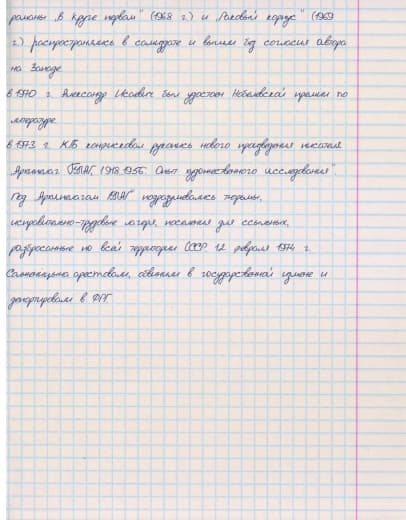 романы „В круге первом" (1968 г.) и „Раковый корпус" (1969
г.) распространялись в самиздате и вышли без согласия автора
на Западе
В 1970 г. Александр Исаевич был удостоен Нобелевской премии по
литературе
В 1973 г. КГБ конфисковал рукопись нового произведения писателя
„Архипелаг ГУЛАГ, 1918-1956. Опыт художественного исследования".
Под „Архипелагом ГУЛАГ" подразумевались тюрьмы,
исправительно-трудовые лагеря, поселения для ссыльных,
разбросанные по всей территории СССР 12 февраля 1974 г.
Солженицына арестовали, обвинили в государственной измене и
депортировали в ФРГ.